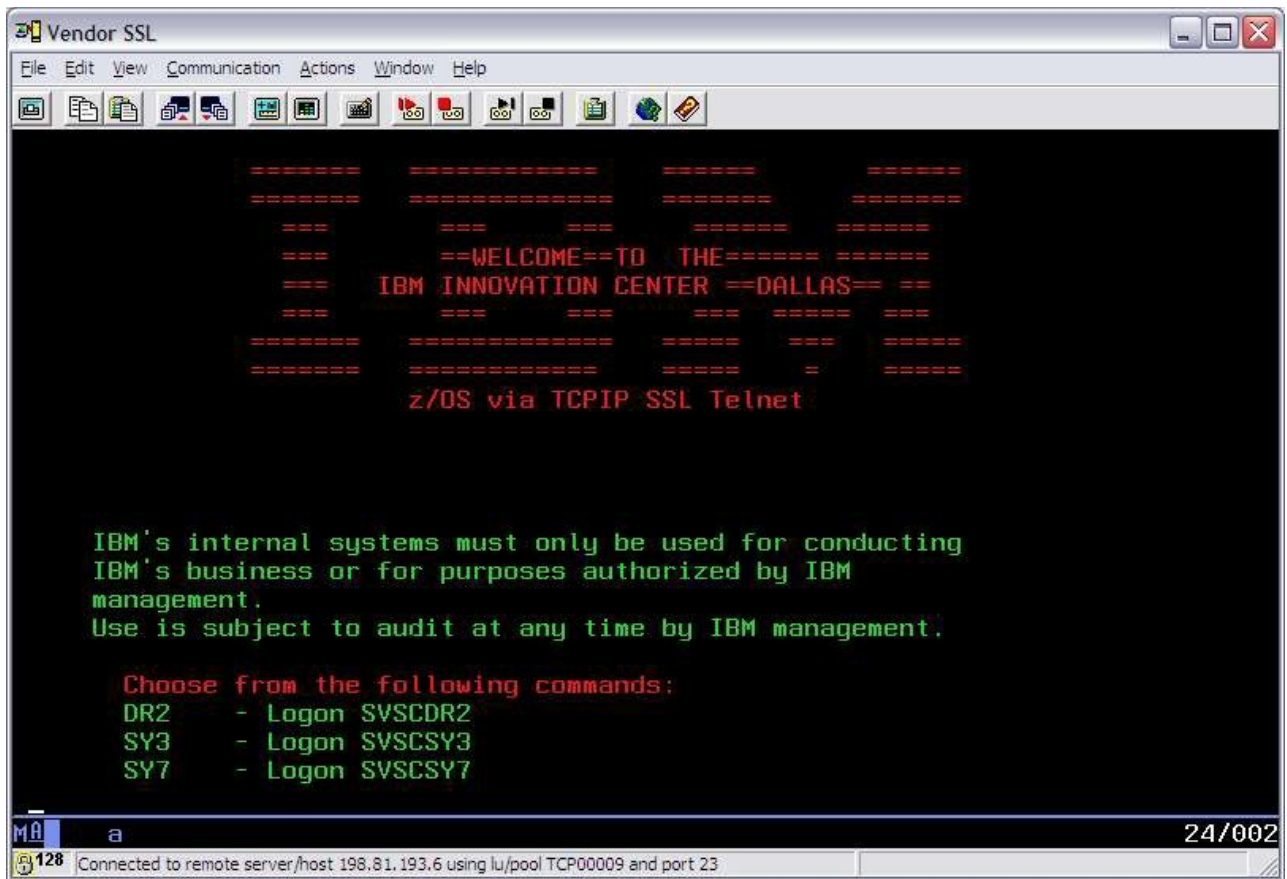 Vendor SSL
File Edit View Communication Actions Window Help
======= ============ ====== ======
======= ============= ======= =======
=== === === ====== ======
=== ==WELCOME==TO THE====== ======
=== IBM INNOVATION CENTER ==DALLAS== ==
=== === === === ===== ===
======= ============= ===== === =====
======= ============ ===== = =====
z/OS via TCPIP SSL Telnet
IBM's internal systems must only be used for conducting
IBM's business or for purposes authorized by IBM
management.
Use is subject to audit at any time by IBM management.
Choose from the following commands:
DR2 - Logon SVSCDR2
SY3 - Logon SVSCSY3
SY7 - Logon SVSCSY7
MA a 24/002
128 Connected to remote server/host 198.81.193.6 using lu/pool TCP00009 and port 23